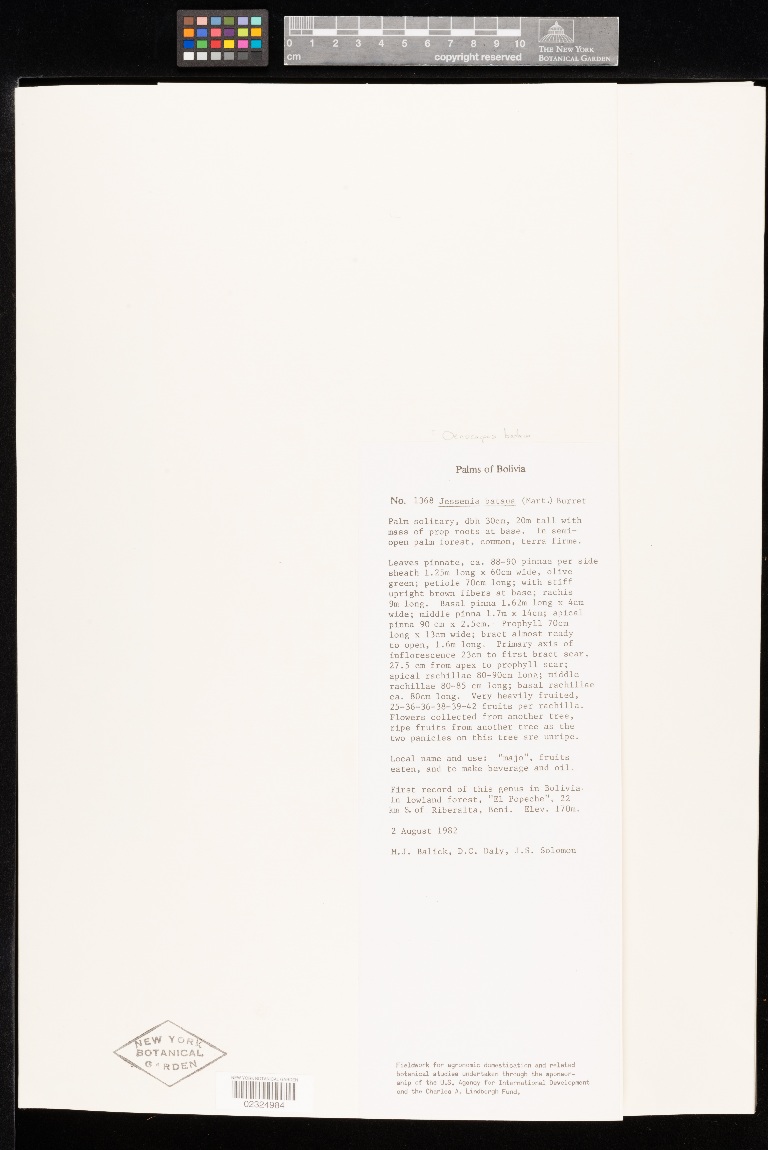 0 1 2 3 4 5 6 7 8 9 10
cm copyright reserved
THE NEW YORK
BOTANICAL GARDEN
Palms of Bolivia
No. 1368 Jessenia bataua (Mart.) Burret
Palm solitary, dbh 30cm, 20m tall with
mass of prop roots at base. In semi-
open palm forest, common, terra firme.
Leaves pinnate, ca. 88-90 pinnae per side
sheath 1.25m long x 60cm wide, olive
green; petiole 70cm long; with stiff
upright brown fibers at base; rachis
9m long. Basal pinna 1.62m long x 4cm
wide; middle pinna 1.7m x 14cm; apical
pinna 90 cm x 2.5cm. Prophyll 70cm
long x 13cm wide; bract almost ready
to open, 1.6m long. Primary axis of
inflorescence 23cm to first bract scar.
27.5 cm from apex to prophyll scar;
apical rachillae 80-90cm long; middle
rachillae 80-85 cm long; basal rachillae
ca. 80cm long. Very heavily fruited,
25-36-36-38-39-42 fruits per rachilla.
Flowers collected from another tree,
ripe fruits from another tree as the
two panicles on this tree are unripe.
Local name and use: "majo", fruits
eaten, and to make beverage and oil.
First record of this genus in Bolivia.
In lowland forest, "El Popeche", 22
km S. of Riberalta, Beni. Elev. 170m.
2 August 1982
M.J. Balick, D.C. Daly, J.S. Solomon
Fieldwork for agronomic domestication and related
botanical studies undertaken through the sponsor-
ship of the U.S. Agency for International Development
and the Charles A. Lindbergh Fund.
NEW YORK
BOTANICAL
GARDEN
NEW YORK BOTANICAL GARDEN
02324984